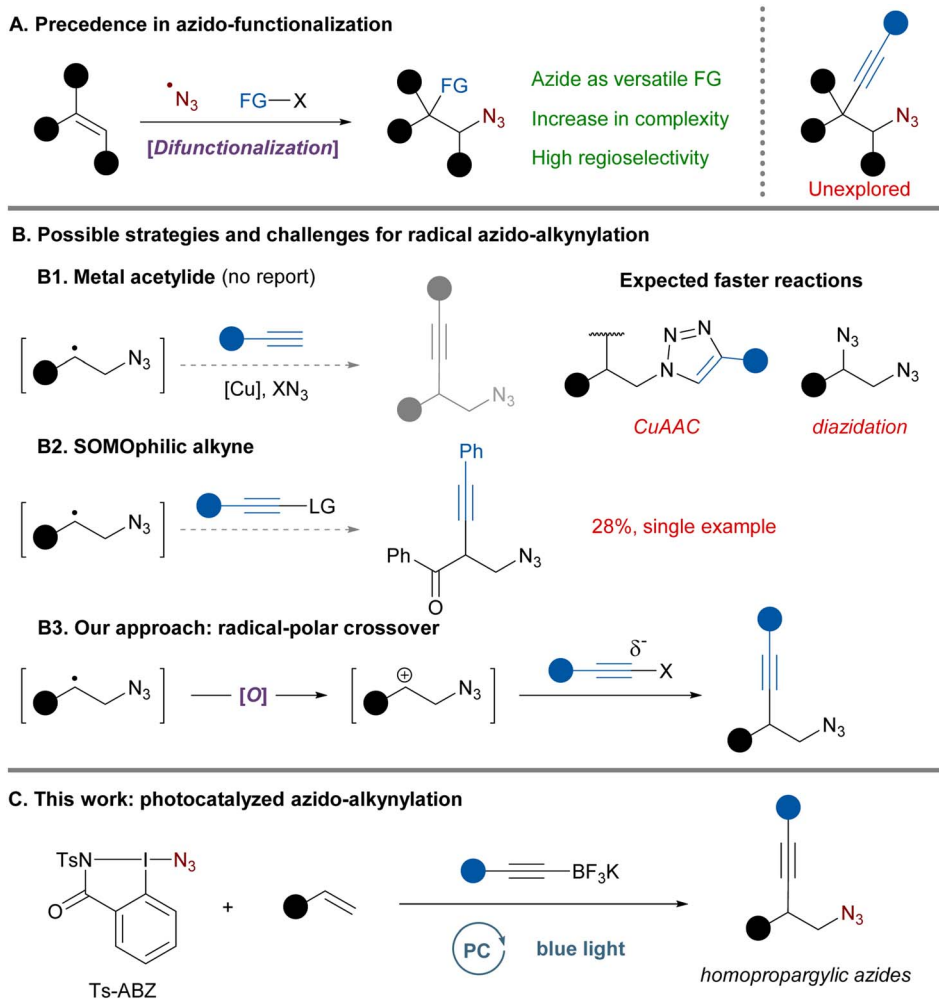 A. Precedence in azido-functionalization
•N3 FG—X
[Difunctionalization]
FG
N3
Azide as versatile FG
Increase in complexity
High regioselectivity
N3
Unexplored
B. Possible strategies and challenges for radical azido-alkynylation
B1. Metal acetylide (no report)
Expected faster reactions
N3
[Cu], XN3
N3
N N
N
CuAAC
N3
N3
diazidation
B2. SOMOphilic alkyne
N3
LG
Ph
Ph
O
N3
28%, single example
B3. Our approach: radical-polar crossover
N3
[O]
⊕
N3
δ-
X
N3
C. This work: photocatalyzed azido-alkynylation
TsN I N3
O
Ts-ABZ
+
BF3K
PC
blue light
N3
homopropargylic azides